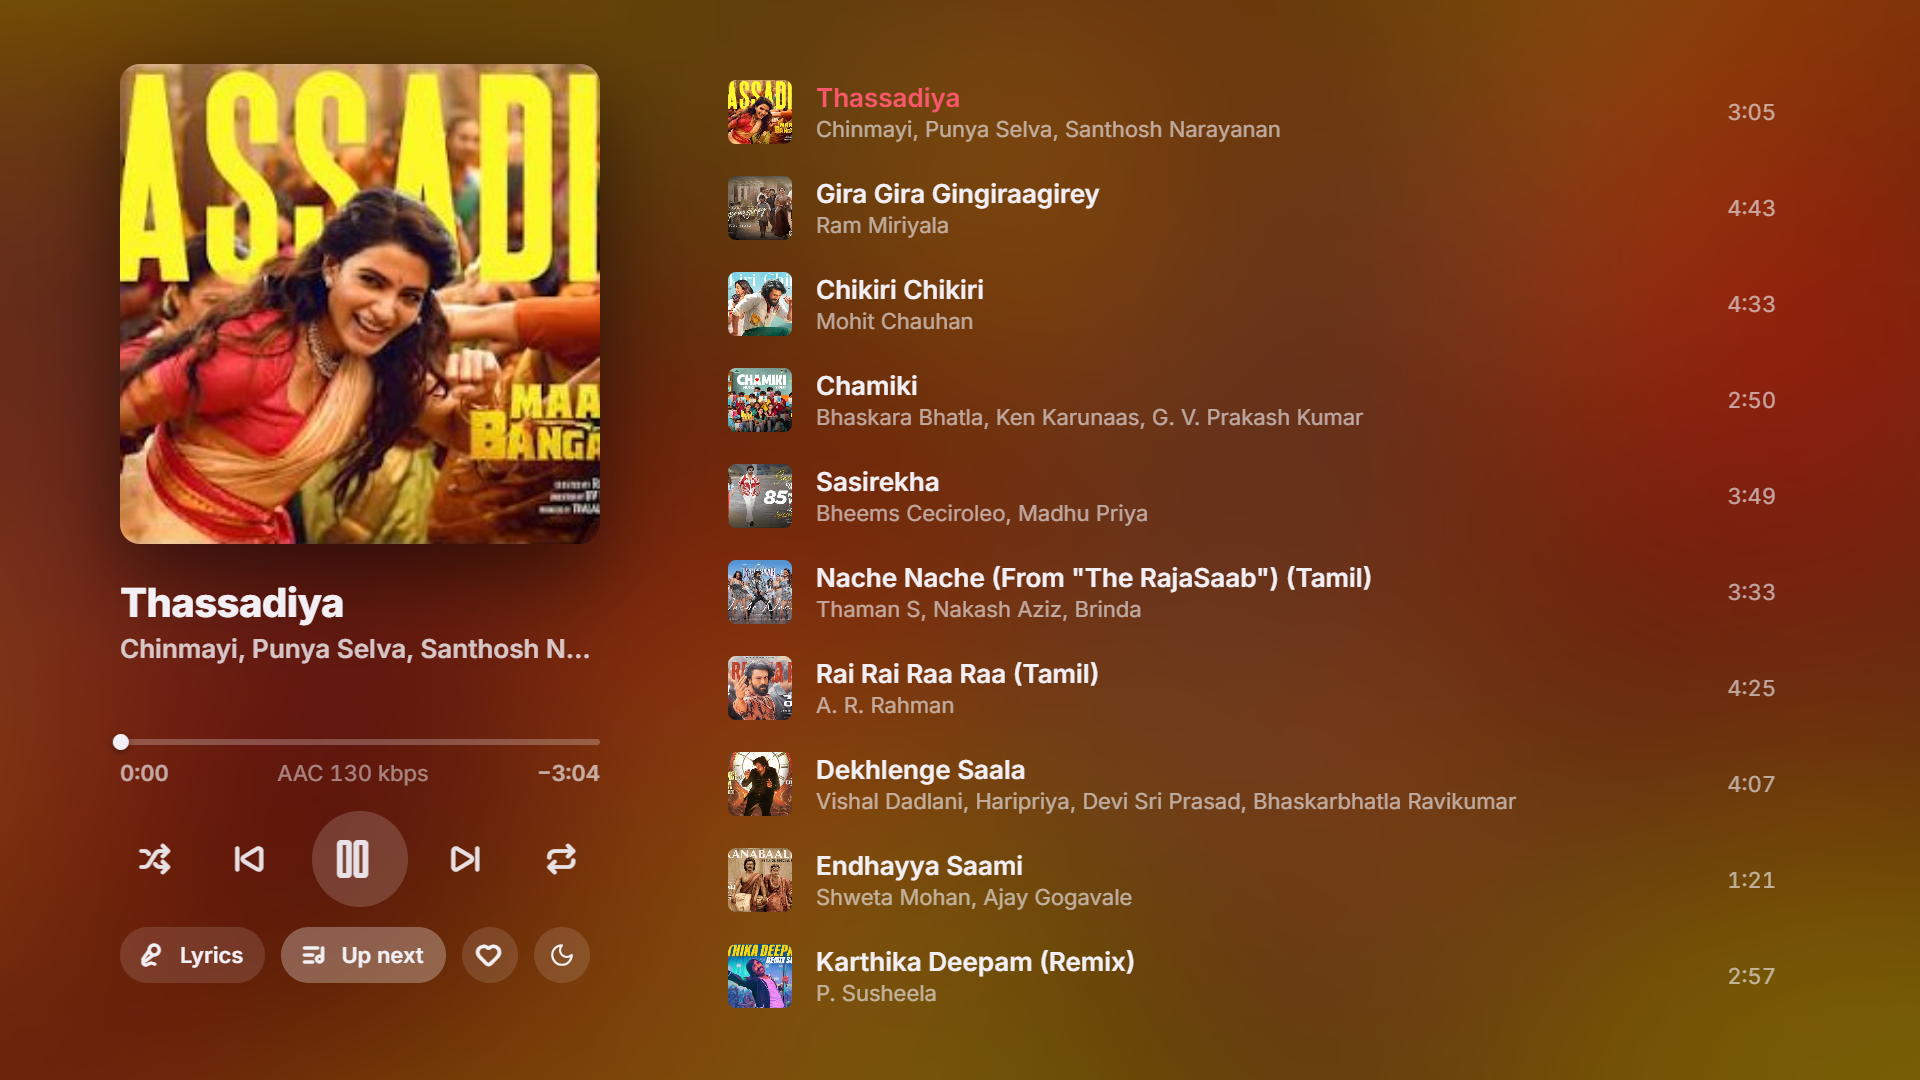 ASSADI
MAA
BANGA
Thassadiya
Chinmayi, Punya Selva, Santhosh N...
0:00
AAC 130 kbps
−3:04
Lyrics
Up next
Thassadiya
Chinmayi, Punya Selva, Santhosh Narayanan
3:05
Gira Gira Gingiraagirey
Ram Miriyala
4:43
Chikiri Chikiri
Mohit Chauhan
4:33
CHAMIKI
Chamiki
Bhaskara Bhatla, Ken Karunaas, G. V. Prakash Kumar
2:50
85
Sasirekha
Bheems Ceciroleo, Madhu Priya
3:49
Nache Nache (From "The RajaSaab") (Tamil)
Thaman S, Nakash Aziz, Brinda
3:33
Rai Rai Raa Raa (Tamil)
A. R. Rahman
4:25
Dekhlenge Saala
Vishal Dadlani, Haripriya, Devi Sri Prasad, Bhaskarbhatla Ravikumar
4:07
ANABAAL
Endhayya Saami
Shweta Mohan, Ajay Gogavale
1:21
THIKA DEEPA
Karthika Deepam (Remix)
P. Susheela
2:57